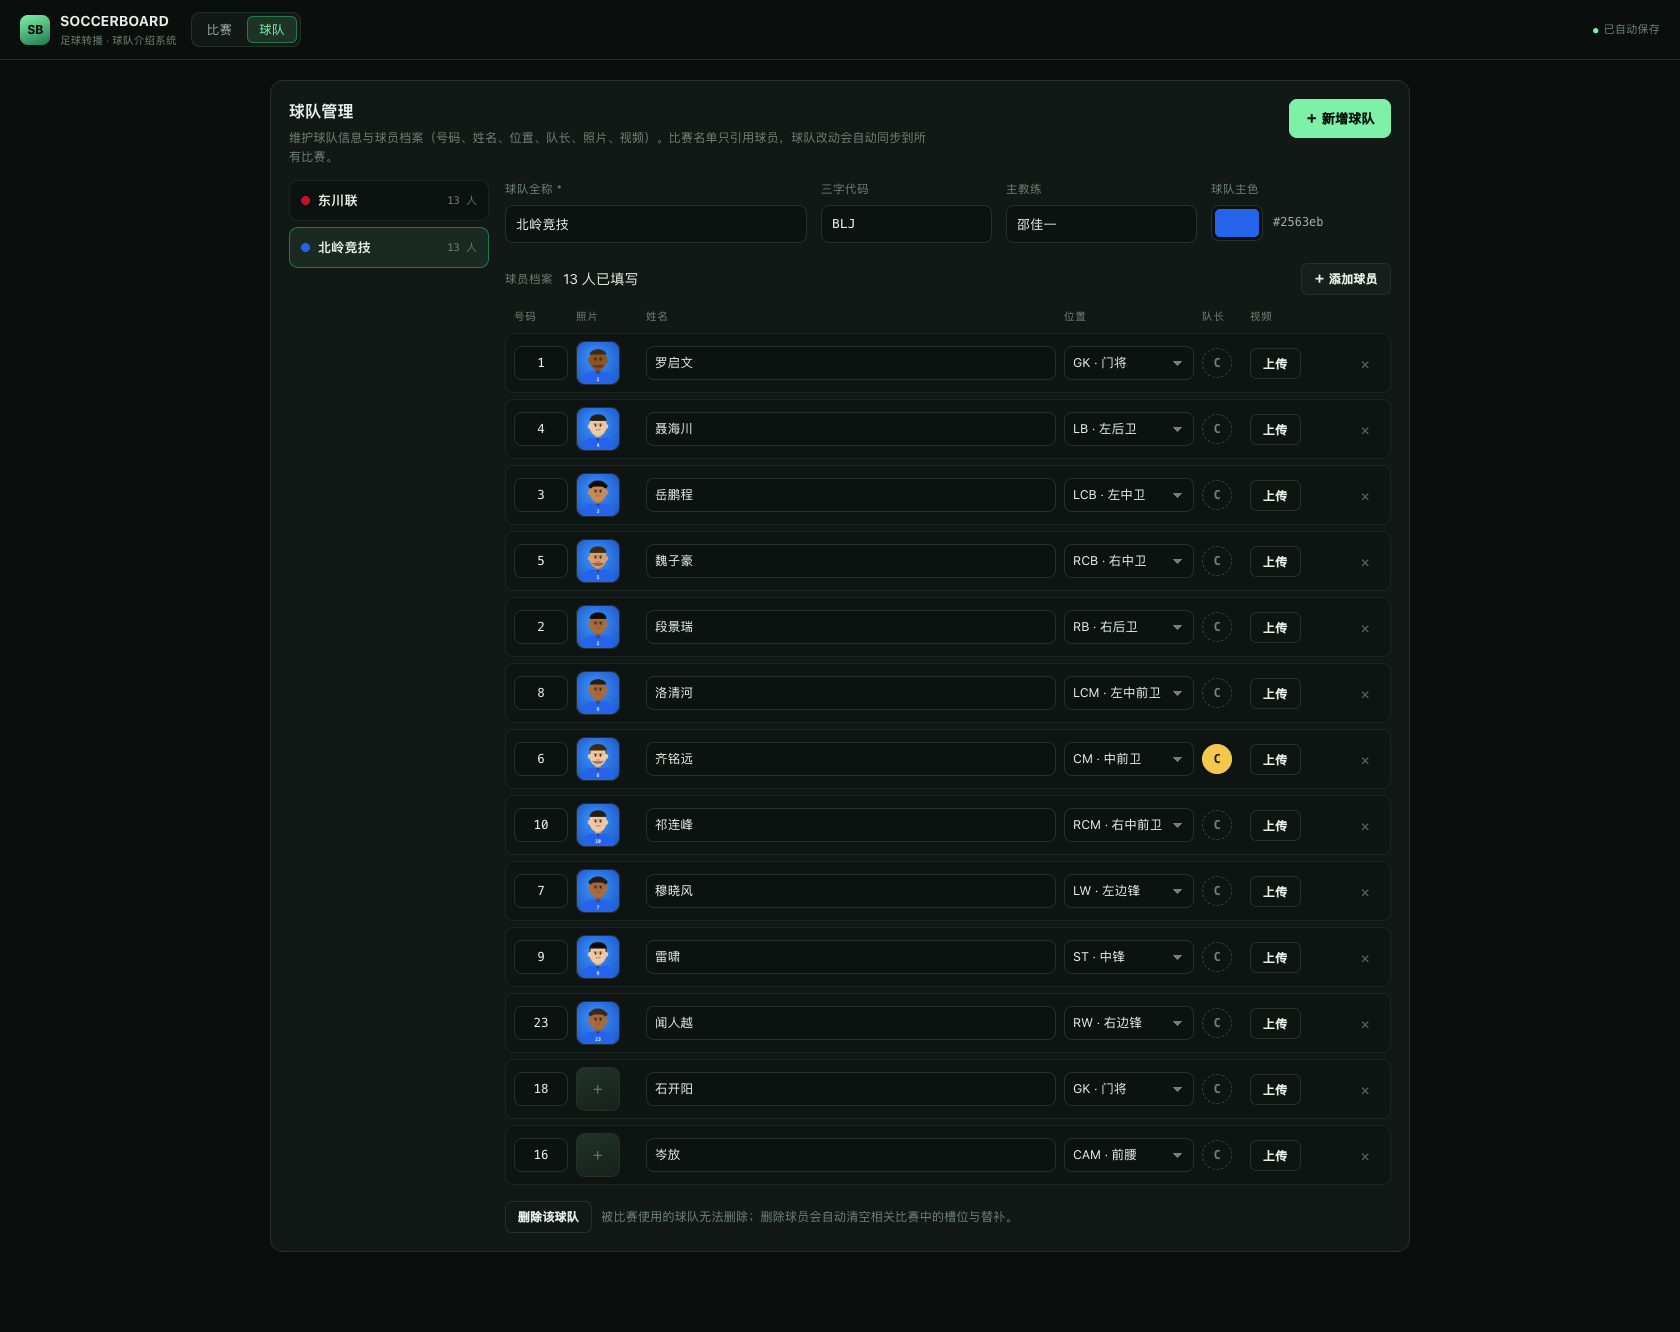 SB
SOCCERBOARD
足球转播 · 球队介绍系统
比赛 球队
已自动保存
球队管理
+ 新增球队
维护球队信息与球员档案（号码、姓名、位置、队长、照片、视频）。比赛名单只引用球员，球队改动会自动同步到所
有比赛。
东川联 13 人
北岭竞技 13 人
球队全称 * 三字代码 主教练 球队主色
北岭竞技 BLJ 邵佳一 #2563eb
球员档案 13 人已填写 + 添加球员
号码 照片 姓名 位置 队长 视频
1 1 罗启文 GK · 门将 C 上传 ×
4 4 聂海川 LB · 左后卫 C 上传 ×
3 3 岳鹏程 LCB · 左中卫 C 上传 ×
5 5 魏子豪 RCB · 右中卫 C 上传 ×
2 2 段景瑞 RB · 右后卫 C 上传 ×
8 8 洛清河 LCM · 左中前卫 C 上传 ×
6 6 齐铭远 CM · 中前卫 C 上传 ×
10 10 祁连峰 RCM · 右中前卫 C 上传 ×
7 7 穆晓风 LW · 左边锋 C 上传 ×
9 9 雷啸 ST · 中锋 C 上传 ×
23 23 闻人越 RW · 右边锋 C 上传 ×
18 + 石开阳 GK · 门将 C 上传 ×
16 + 岑放 CAM · 前腰 C 上传 ×
删除该球队 被比赛使用的球队无法删除；删除球员会自动清空相关比赛中的槽位与替补。